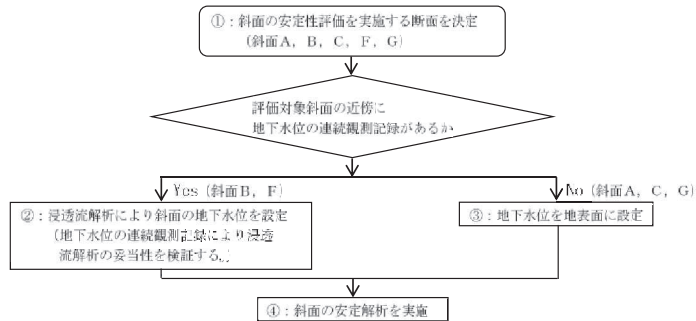 ①：斜面の安定性評価を実施する断面を決定
（斜面A，B，C，F，G）
評価対象斜面の近傍に
地下水位の連続観測記録があるか
Yes（斜面B，F）
No（斜面A，C，G）
②：浸透流解析により斜面の地下水位を設定
（地下水位の連続観測記録により浸透
流解析の妥当性を検証する。）
③：地下水位を地表面に設定
④：斜面の安定解析を実施